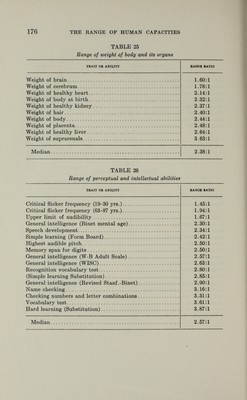 176 THE RANGE OF HUMAN CAPACITIES
TABLE 25
Range of weight of body and its organs
TRAIT OR ABILITY RANGE RATIO
Weight of brain 1.60:1
Weight of cerebrum 1.78:1
Weight of healthy heart 2.14:1
Weight of body at birth 2.32:1
Weight of healthy kidney 2.37:1
Weight of hair 2.40:1
Weight of body 2.44:1
Weight of placenta 2.48:1
Weight of healthy liver 2.64:1
Weight of suprarenals 3.63:1
Median 2.38:1
TABLE 26
Range of perceptual and intellectual abilities
TRAIT OR ABILITY RANGE RATIO
Critical flicker frequency (19-30 yrs.) 1.45:1
Critical flicker frequency (63-97 yrs.) 1.94:1
Upper limit of audibility 1.67:1
General intelligence (Binet mental age) 2.30:1
Speech development 2.34:1
Simple learning (Form Board) 2.42:1
Highest audible pitch 2.50:1
Memory span for digits 2.50:1
General intelligence (W-B Adult Scale) 2.57:1
General intelligence (WISC) 2.63:1
Recognition vocabulary test 2.80:1
(Simple learning Substitution) 2.85:1
General intelligence (Revised Stanf.-Binet) 2.90:1
Name checking 3.16:1
Checking numbers and letter combinations 3.31:1
Vocabulary test 3.61:1
Hard learning (Substitution) 3.87:1
Median 2.57:1